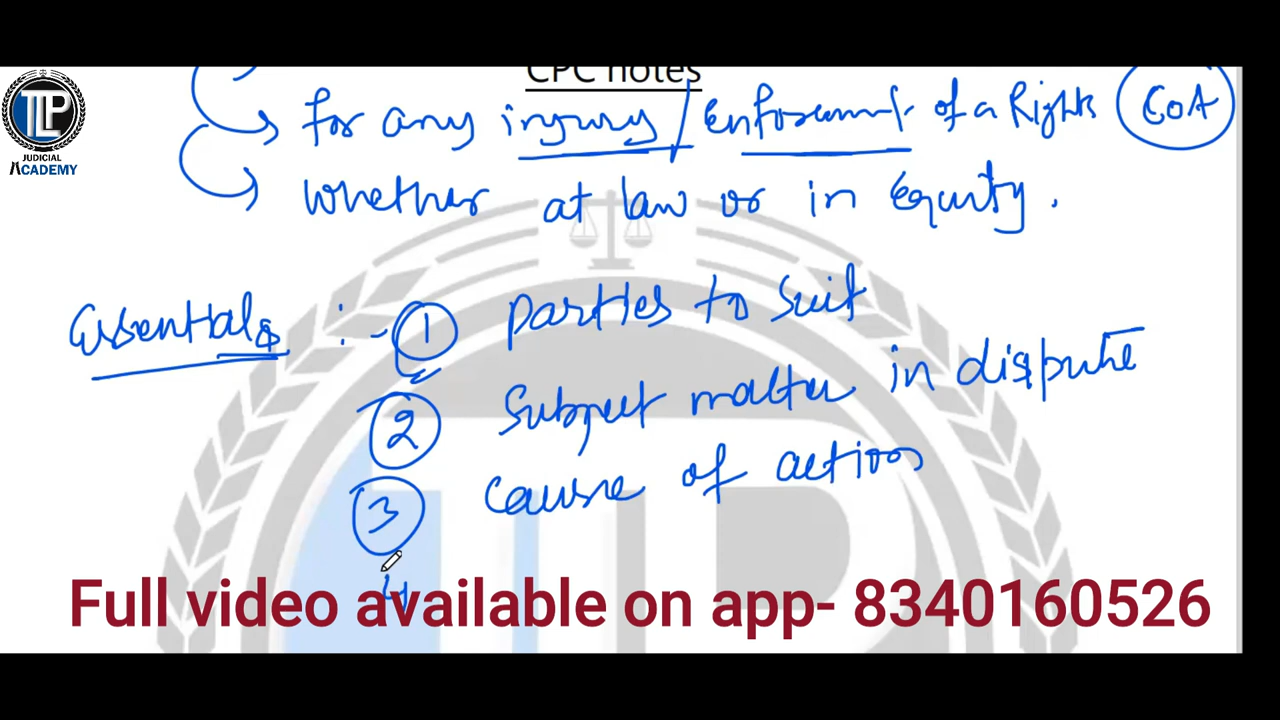 CPC notes
for any injury / enforcement of a Rights COA
whether at law or in Equity.
TLP
JUDICIAL
ACADEMY
Essentials :- 1 parties to suit
2 Subject matter in dispute
3 cause of action
4
Full video available on app- 8340160526